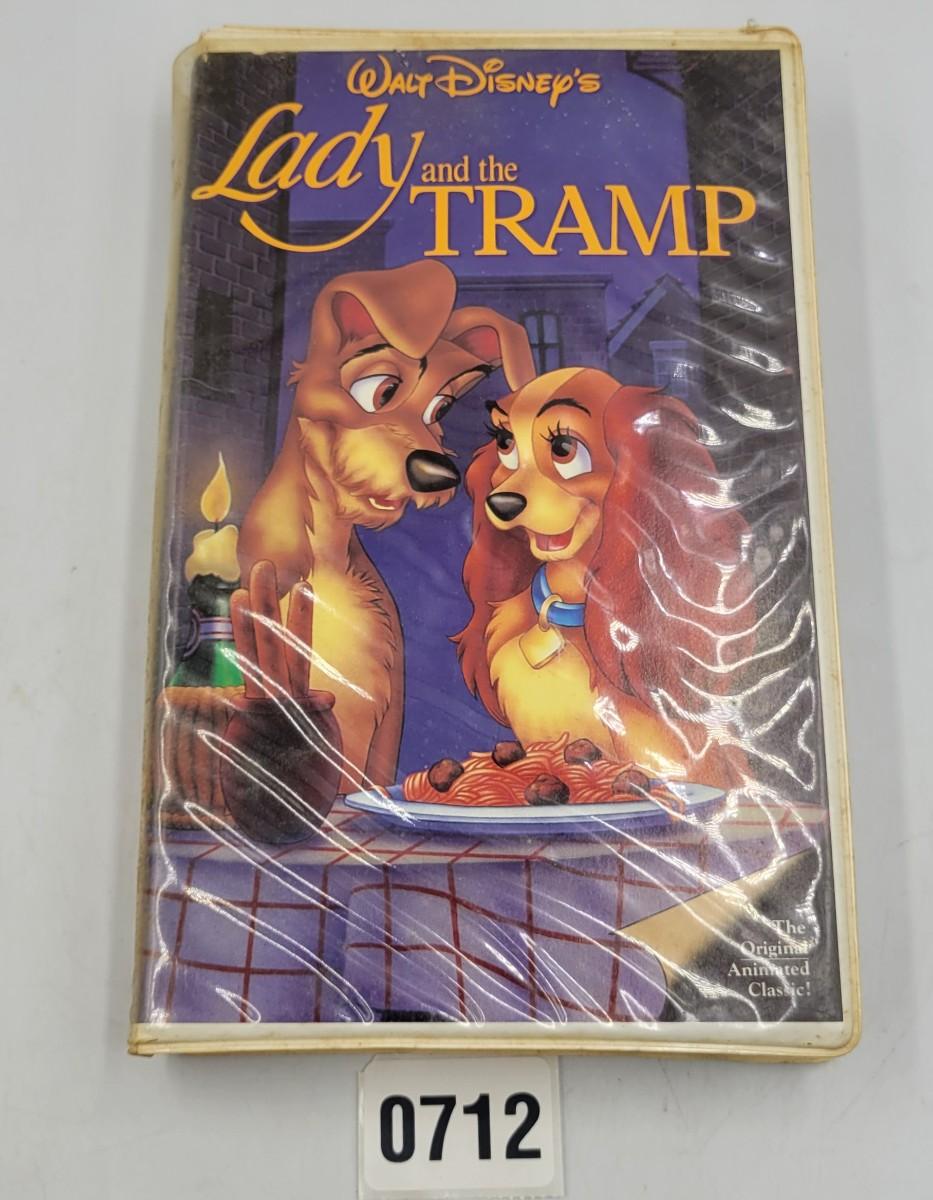 WALT DISNEY'S
Lady and the
TRAMP
The
Original
Animated
Classic!
0712